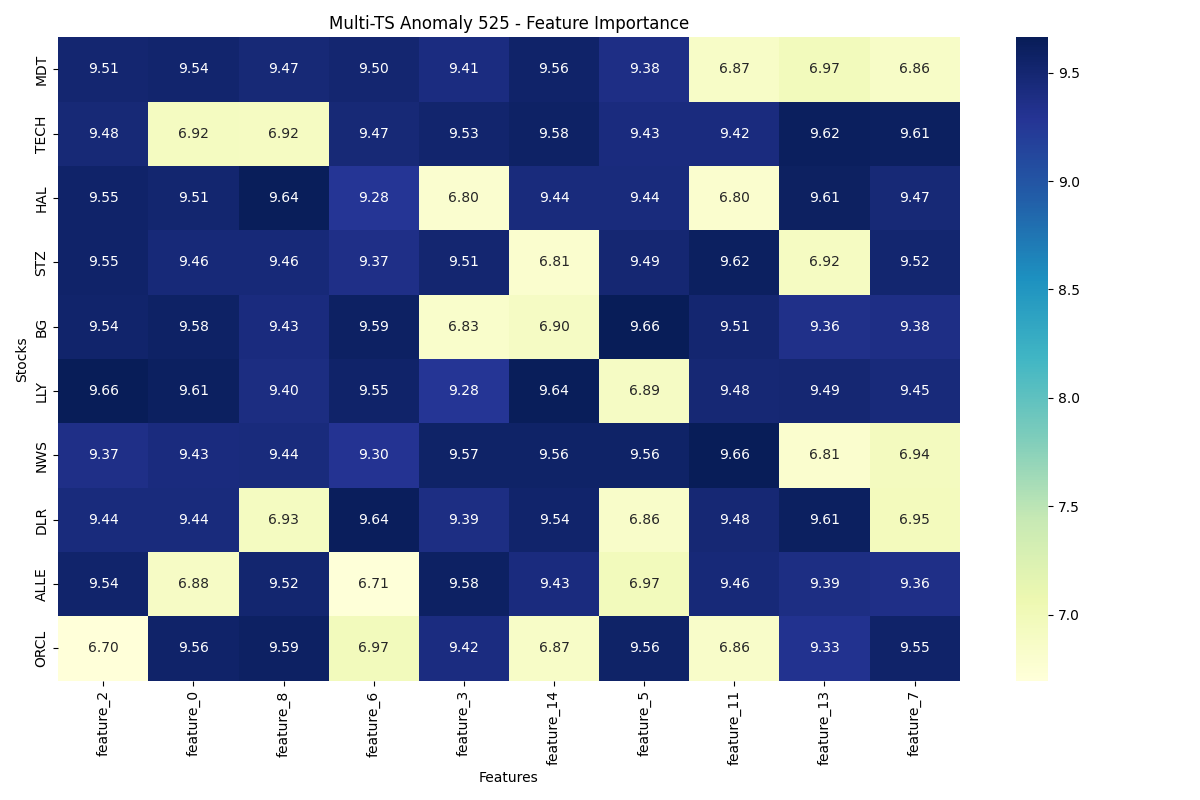 Multi-TS Anomaly 525 - Feature Importance
MDT 9.51 9.54 9.47 9.50 9.41 9.56 9.38 6.87 6.97 6.86
TECH 9.48 6.92 6.92 9.47 9.53 9.58 9.43 9.42 9.62 9.61
HAL 9.55 9.51 9.64 9.28 6.80 9.44 9.44 6.80 9.61 9.47
STZ 9.55 9.46 9.46 9.37 9.51 6.81 9.49 9.62 6.92 9.52
BG 9.54 9.58 9.43 9.59 6.83 6.90 9.66 9.51 9.36 9.38
LLY 9.66 9.61 9.40 9.55 9.28 9.64 6.89 9.48 9.49 9.45
NWS 9.37 9.43 9.44 9.30 9.57 9.56 9.56 9.66 6.81 6.94
DLR 9.44 9.44 6.93 9.64 9.39 9.54 6.86 9.48 9.61 6.95
ALLE 9.54 6.88 9.52 6.71 9.58 9.43 6.97 9.46 9.39 9.36
ORCL 6.70 9.56 9.59 6.97 9.42 6.87 9.56 6.86 9.33 9.55
Stocks
feature_2 feature_0 feature_8 feature_6 feature_3 feature_14 feature_5 feature_11 feature_13 feature_7
Features
9.5
9.0
8.5
8.0
7.5
7.0